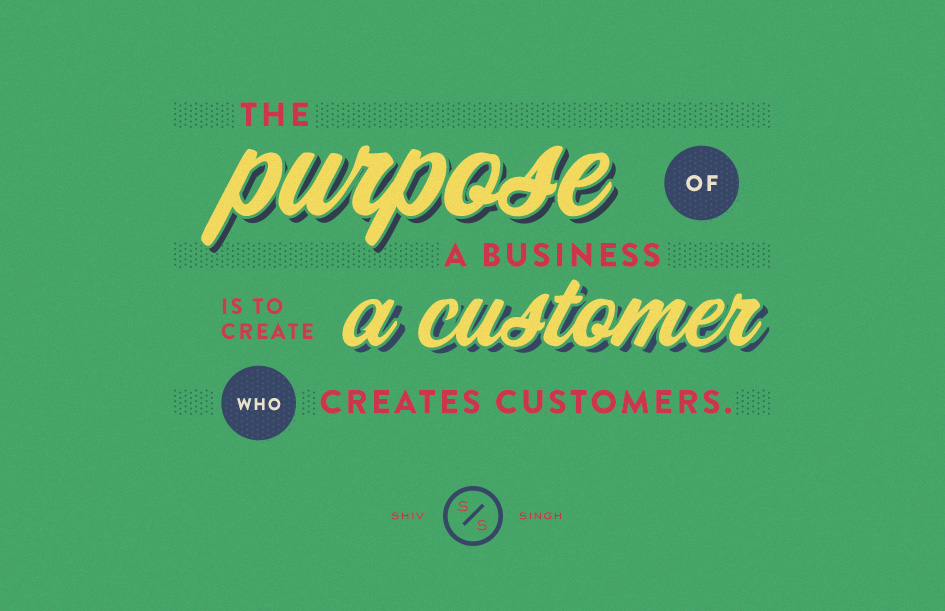 THE
purpose OF
A BUSINESS
IS TO
CREATE a customer
WHO CREATES CUSTOMERS.
SHIV S/S SINGH